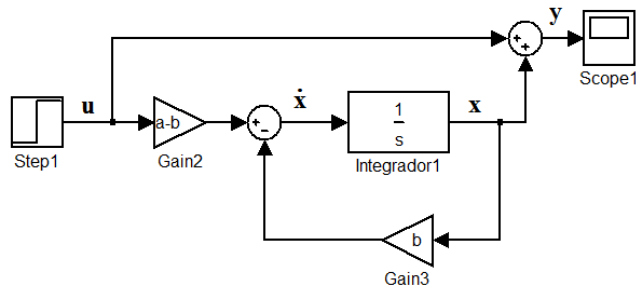 y
+
+
Scope1
u
a-b
+
-
ẋ
1
s
x
Step1
Gain2
Integrador1
b
Gain3